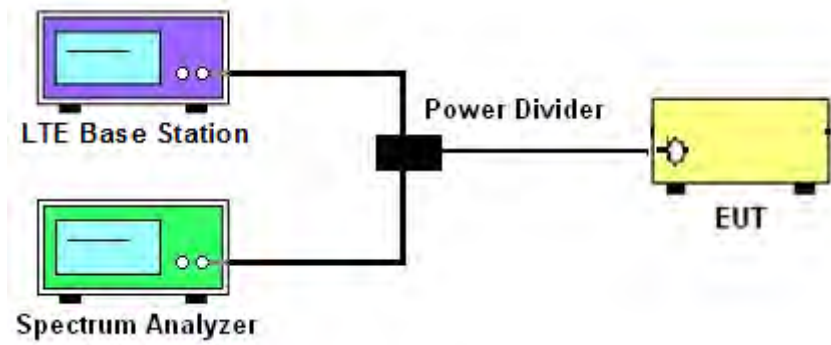 LTE Base Station
Power Divider
EUT
Spectrum Analyzer